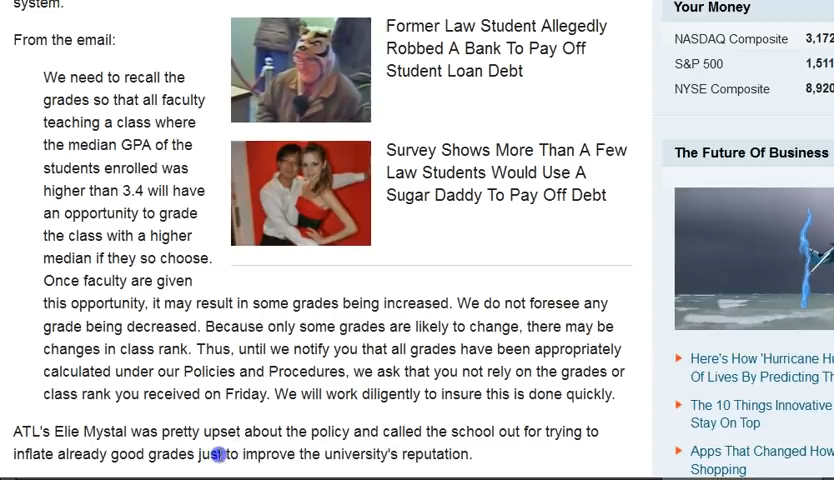 system.
From the email:
We need to recall the
grades so that all faculty
teaching a class where
the median GPA of the
students enrolled was
higher than 3.4 will have
an opportunity to grade
the class with a higher
median if they so choose.
Once faculty are given
this opportunity, it may result in some grades being increased. We do not foresee any
grade being decreased. Because only some grades are likely to change, there may be
changes in class rank. Thus, until we notify you that all grades have been appropriately
calculated under our Policies and Procedures, we ask that you not rely on the grades or
class rank you received on Friday. We will work diligently to insure this is done quickly.
ATL's Elie Mystal was pretty upset about the policy and called the school out for trying to
inflate already good grades just to improve the university's reputation.
Former Law Student Allegedly
Robbed A Bank To Pay Off
Student Loan Debt
Survey Shows More Than A Few
Law Students Would Use A
Sugar Daddy To Pay Off Debt
Your Money
NASDAQ Composite 3,172
S&P 500 1,511
NYSE Composite 8,920
The Future Of Business
Here's How 'Hurricane
Of Lives By Predicting
The 10 Things Innovative
Stay On Top
Apps That Changed How
Shopping